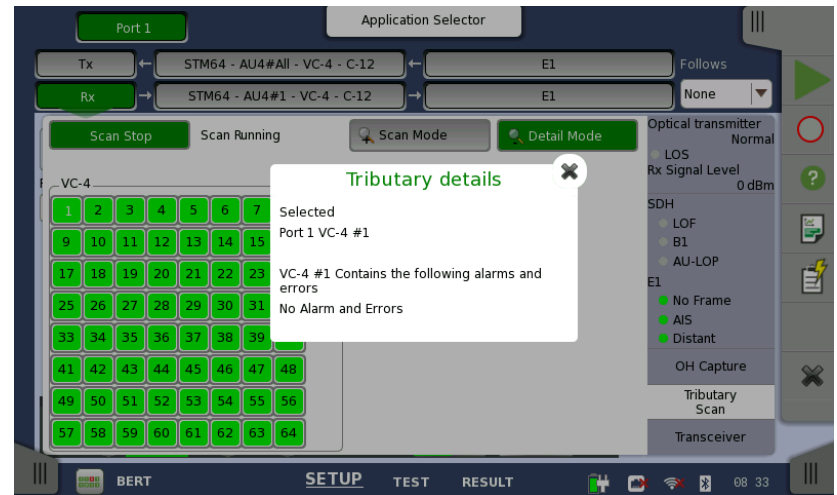 Port 1
Application Selector
Tx
STM64 - AU4#All - VC-4 - C-12
E1
Follows
Rx
STM64 - AU4#1 - VC-4 - C-12
E1
None
Scan Stop
Scan Running
Scan Mode
Detail Mode
Optical transmitter
Normal
LOS
Rx Signal Level
0 dBm
SDH
LOF
B1
AU-LOP
E1
No Frame
AIS
Distant
OH Capture
Tributary
Scan
Transceiver
VC-4
1 2 3 4 5 6 7
9 10 11 12 13 14 15
17 18 19 20 21 22 23
25 26 27 28 29 30 31
33 34 35 36 37 38 39
41 42 43 44 45 46 47 48
49 50 51 52 53 54 55 56
57 58 59 60 61 62 63 64
Tributary details
Selected
Port 1 VC-4 #1
VC-4 #1 Contains the following alarms and
errors
No Alarm and Errors
BERT
SETUP
TEST
RESULT
08 33